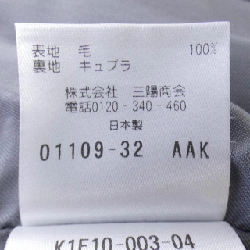 表地 毛 100%
裏地 キュプラ
株式会社 三陽商会
電話0120-340-460
日本製
01109-32 AAK
K1F10-003-04